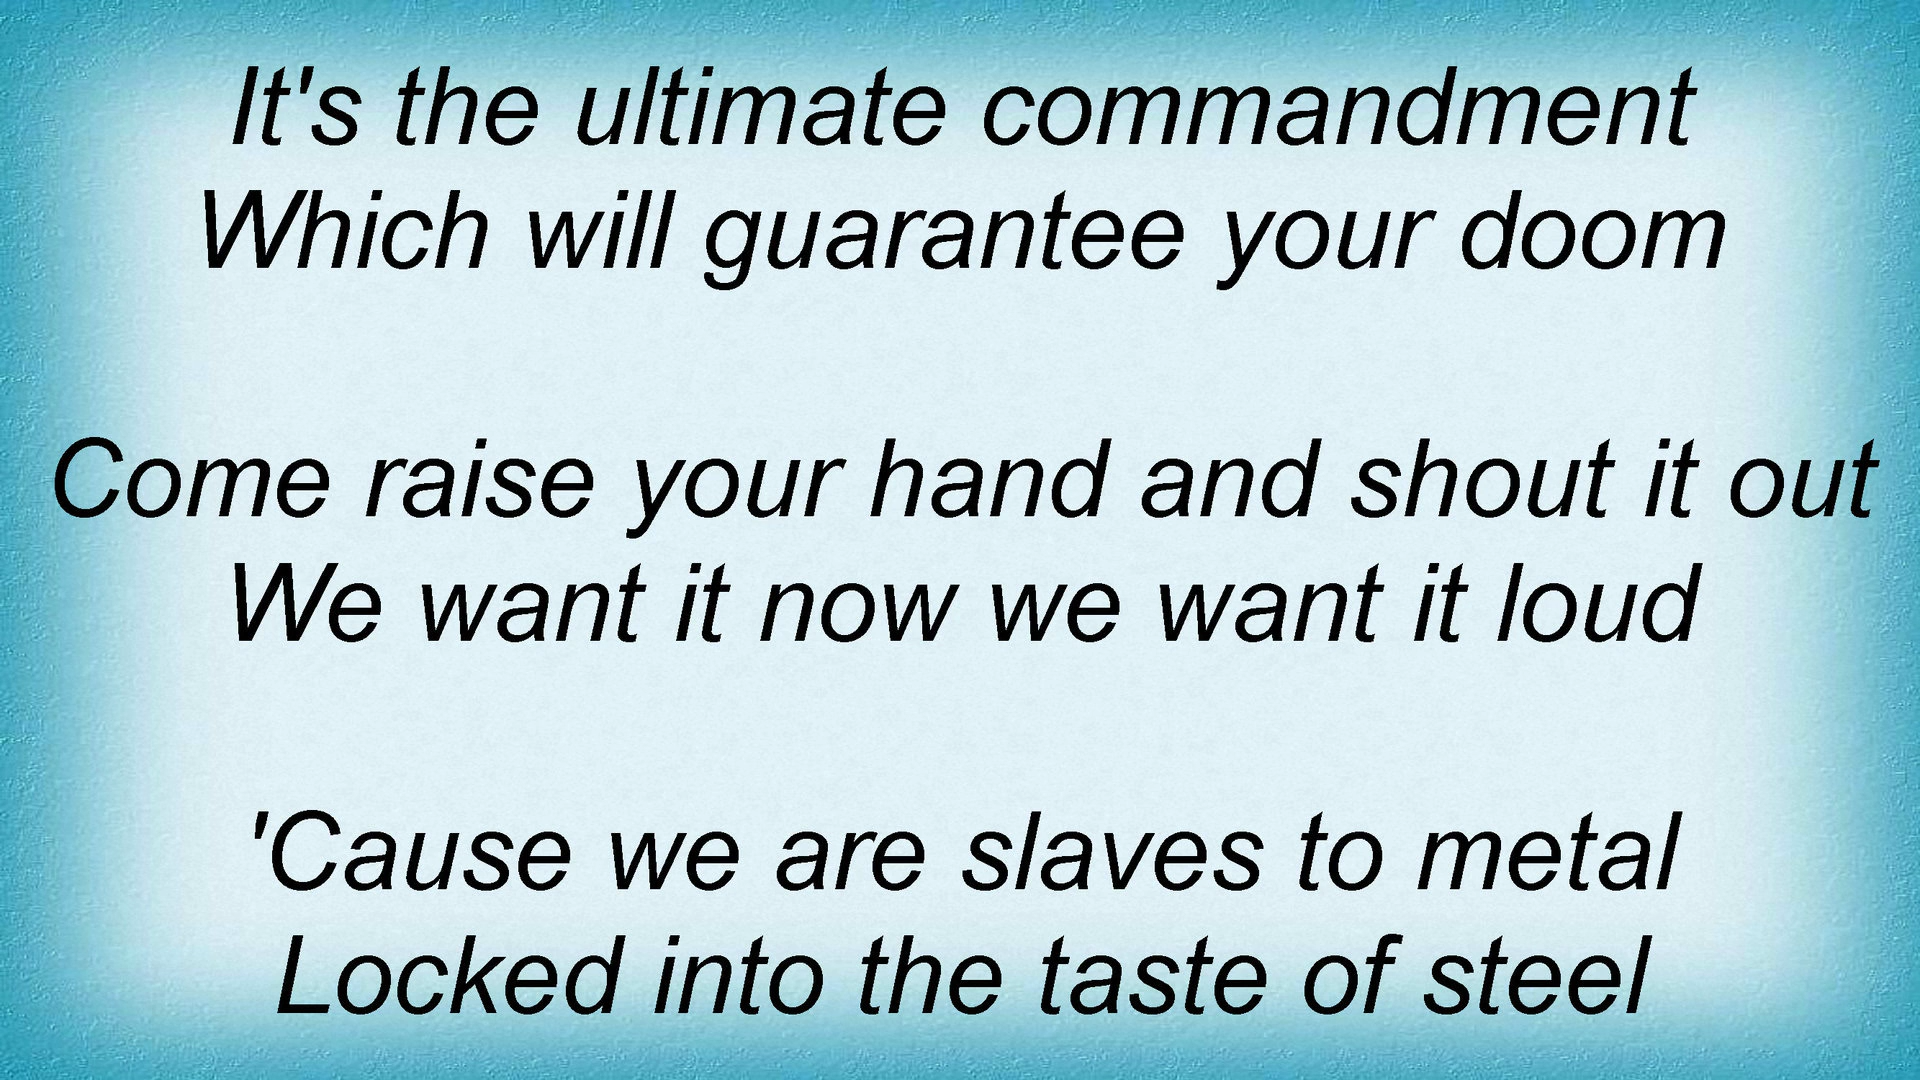 It's the ultimate commandment
Which will guarantee your doom
Come raise your hand and shout it out
We want it now we want it loud
'Cause we are slaves to metal
Locked into the taste of steel